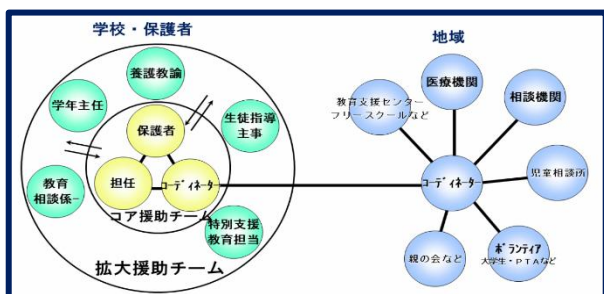 学校・保護者
養護教諭
学年主任
生徒指導
主事
保護者
担任
コーディネーター
教育
相談係−
コア援助チーム
特別支援
教育担当
拡大援助チーム
地域
医療機関
教育支援センター
フリースクールなど
相談機関
コーディネーター
児童相談所
ボランティア
大学生・PTAなど
親の会など